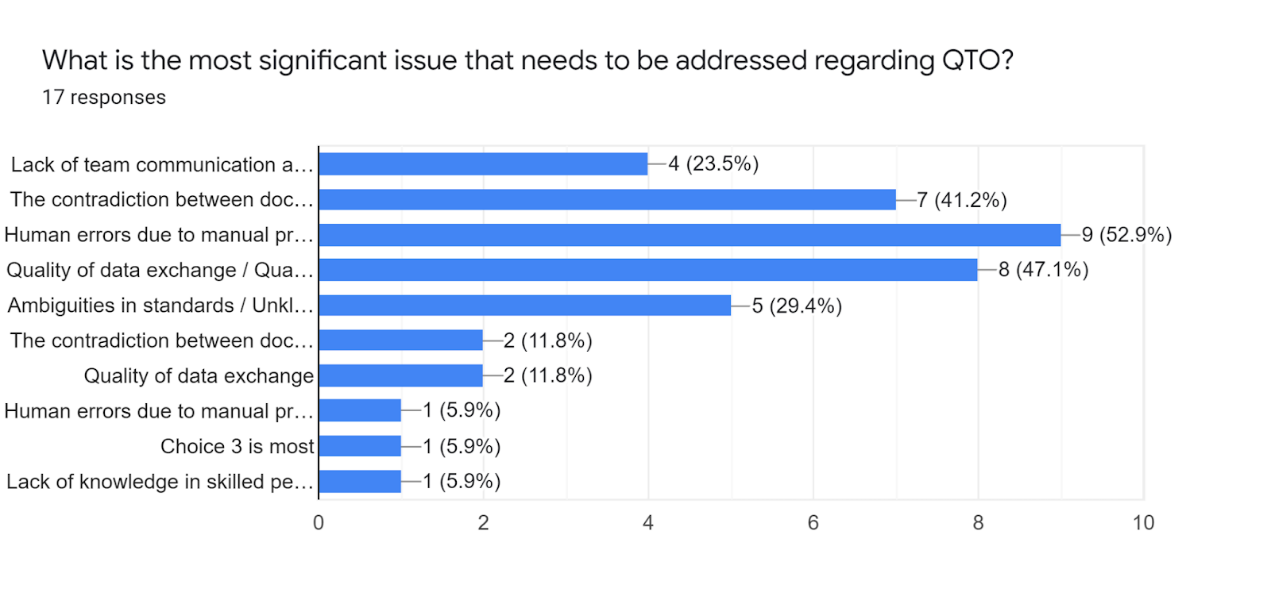 What is the most significant issue that needs to be addressed regarding QTO?
17 responses
Lack of team communication a... 4 (23.5%)
The contradiction between doc... 7 (41.2%)
Human errors due to manual pr... 9 (52.9%)
Quality of data exchange / Qua... 8 (47.1%)
Ambiguities in standards / Unkl... 5 (29.4%)
The contradiction between doc... 2 (11.8%)
Quality of data exchange 2 (11.8%)
Human errors due to manual pr... 1 (5.9%)
Choice 3 is most 1 (5.9%)
Lack of knowledge in skilled pe... 1 (5.9%)
0 2 4 6 8 10